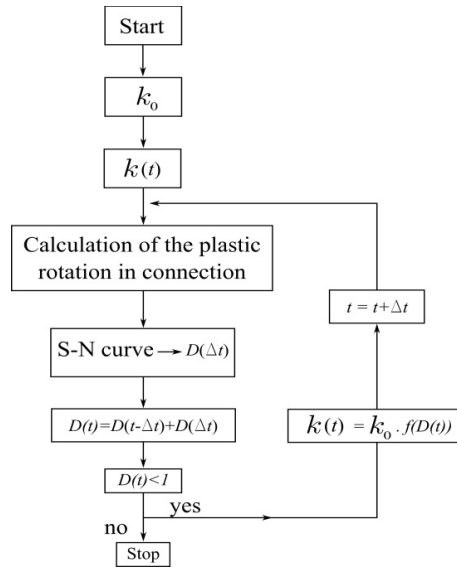 Start
k₀
k(t)
Calculation of the plastic
rotation in connection
S-N curve → D(Δt)
D(t)=D(t-Δt)+D(Δt)
D(t)<1
yes
no
Stop
k(t) = k₀ . f(D(t))
t = t+Δt